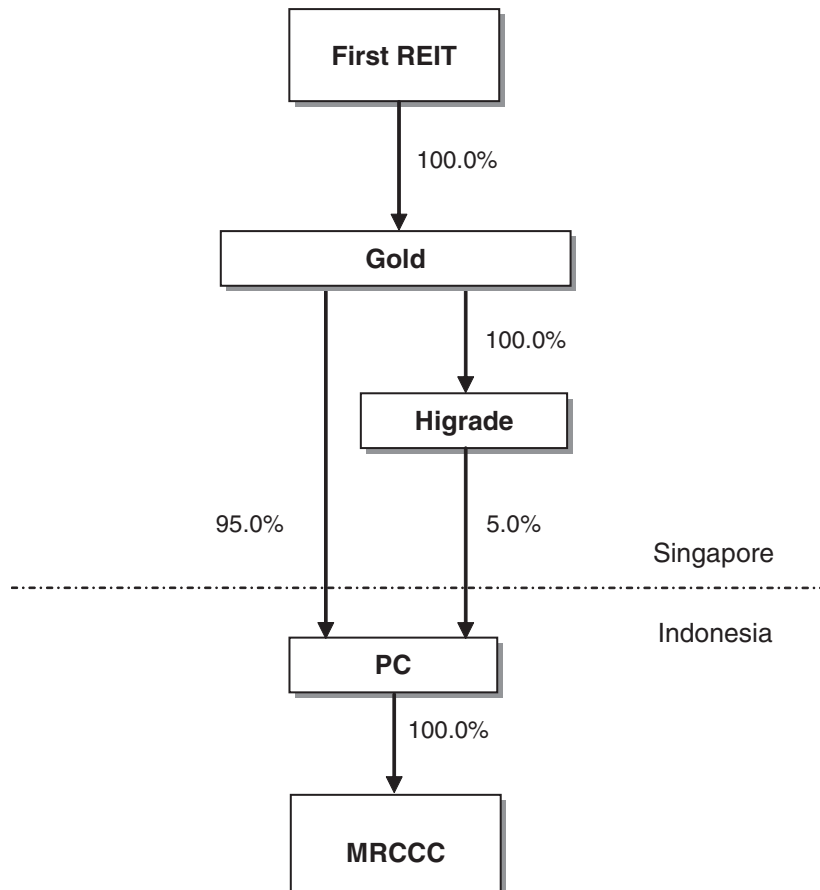 First REIT
100.0%
Gold
100.0%
Higrade
95.0%
5.0%
Singapore
Indonesia
PC
100.0%
MRCCC